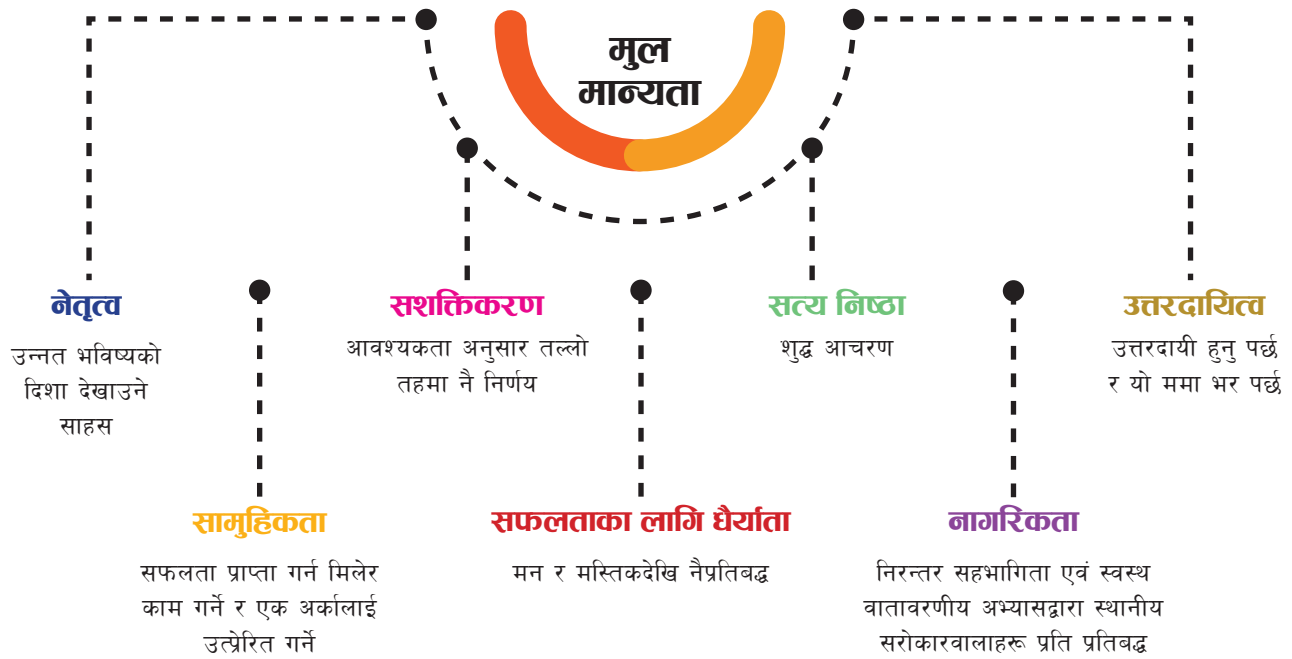 मुल
मान्यता
नेतृत्व
उन्नत भविष्यको
दिशा देखाउने
साहस
सशक्तिकरण
आवश्यकता अनुसार तल्लो
तहमा नै निर्णय
सत्य निष्ठा
शुद्ध आचरण
उत्तरदायित्व
उत्तरदायी हुनु पर्छ
र यो ममा भर पर्छ
सामुहिकता
सफलता प्राप्ता गर्न मिलेर
काम गर्ने र एक अर्कालाई
उत्प्रेरित गर्ने
सफलताका लागि धैर्याता
मन र मस्तिकदेखि नैप्रतिबद्ध
नागरिकता
निरन्तर सहभागिता एवं स्वस्थ
वातावरणीय अभ्यासद्वारा स्थानीय
सरोकारवालाहरू प्रति प्रतिबद्ध